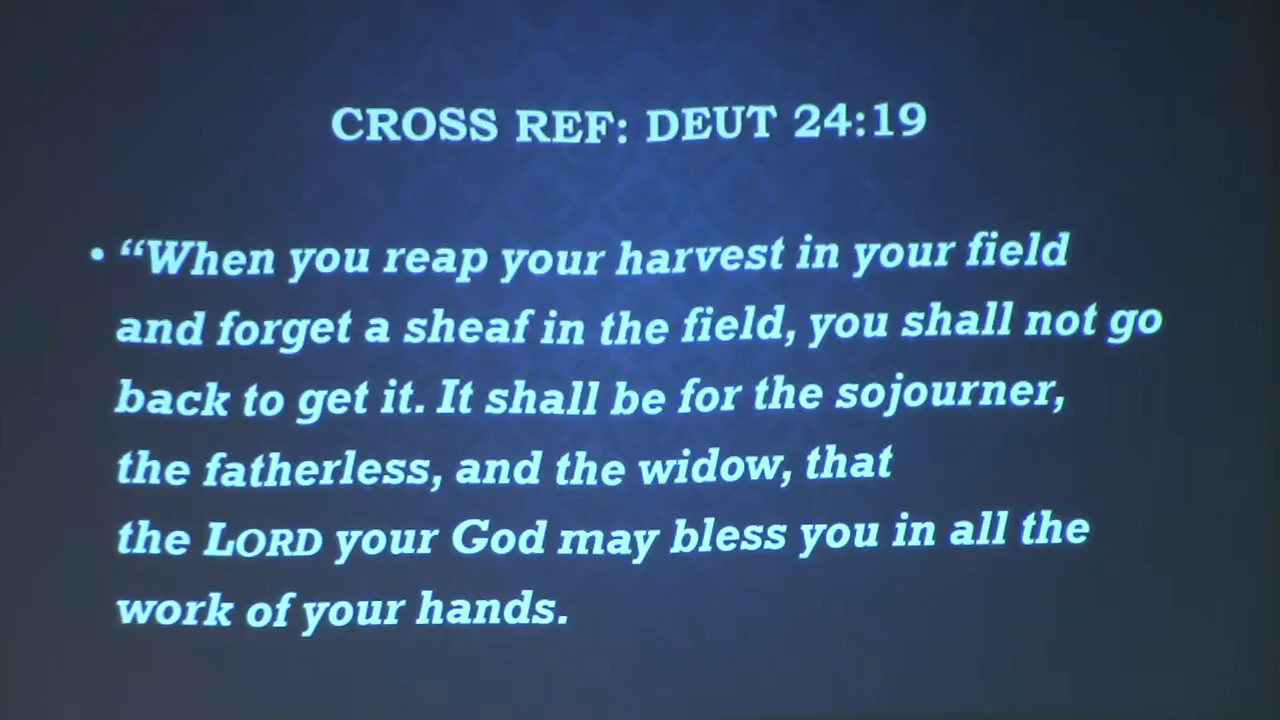 CROSS REF: DEUT 24:19
• “When you reap your harvest in your field
and forget a sheaf in the field, you shall not go
back to get it. It shall be for the sojourner,
the fatherless, and the widow, that
the LORD your God may bless you in all the
work of your hands.